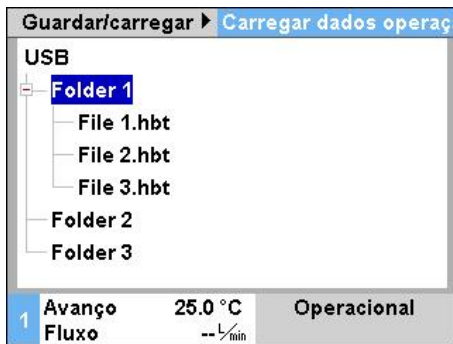 Guardar/carregar ▶ Carregar dados operaç
USB
Folder 1
File 1.hbt
File 2.hbt
File 3.hbt
Folder 2
Folder 3
1 Avanço 25.0 °C Operacional
Fluxo -- L/min